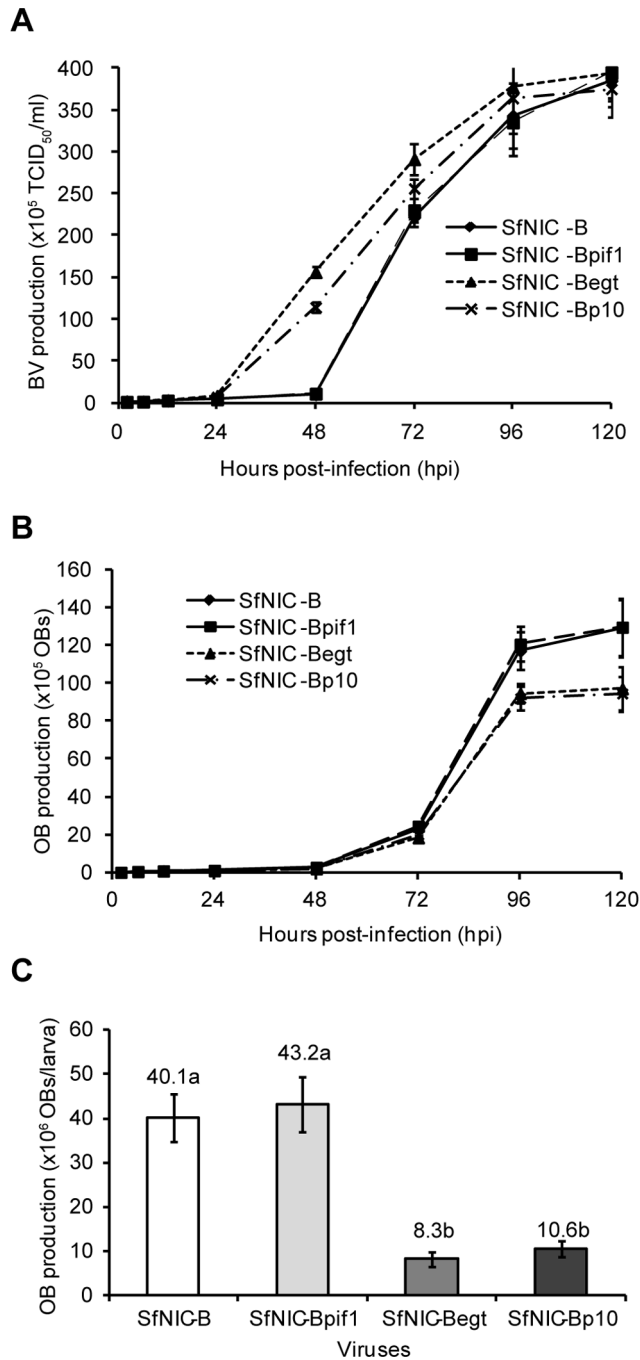 A
BV production (x10⁵ TCID₅₀/ml)
400
350
300
250
200
150
100
50
0
0 24 48 72 96 120
Hours post-infection (hpi)
SfNIC -B
SfNIC -Bpif1
SfNIC -Begt
SfNIC -Bp10
B
OB production (x10⁵ OBs)
160
140
120
100
80
60
40
20
0
0 24 48 72 96 120
Hours post-infection (hpi)
SfNIC-B
SfNIC-Bpif1
SfNIC-Begt
SfNIC-Bp10
C
OB production (x10⁶ OBs/larva)
60
50
40
30
20
10
0
40.1a
43.2a
8.3b
10.6b
SfNIC-B SfNIC-Bpif1 SfNIC-Begt SfNIC-Bp10
Viruses